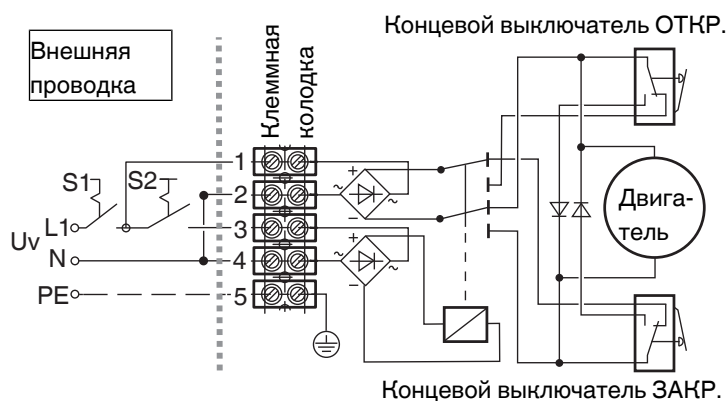 Концевой выключатель ОТКР.
Внешняя
проводка
Клеммная
колодка
S1
S2
1
2
L1
3
Uv
N
4
PE
5
+
~
~
−
+
~
~
−
Двига-
тель
Концевой выключатель ЗАКР.